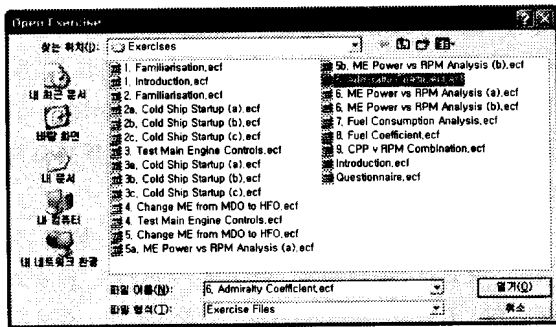 Open Exercise
찾는 위치(I):
Exercises
내 최근 문서
바탕 화면
내 문서
내 컴퓨터
내 네트워크 환경
1. Familiarisation.ecf
1. Introduction.ecf
2. Familiarisation.ecf
2a. Cold Ship Startup (a).ecf
2b. Cold Ship Startup (b).ecf
2c. Cold Ship Startup (c).ecf
3. Test Main Engine Controls.ecf
3a. Cold Ship Startup (a).ecf
3b. Cold Ship Startup (b).ecf
3c. Cold Ship Startup (c).ecf
4. Change ME from MDO to HFO.ecf
4. Test Main Engine Controls.ecf
5. Change ME from MDO to HFO.ecf
5a. ME Power vs RPM Analysis (a).ecf
5b. ME Power vs RPM Analysis (b).ecf
6. ME Power vs RPM Analysis (a).ecf
6. ME Power vs RPM Analysis (b).ecf
7. Fuel Consumption Analysis.ecf
8. Fuel Coefficient.ecf
9. CPP v RPM Combination.ecf
Introduction.ecf
Questionnaire.ecf
파일 이름(N):
6. Admiralty Coefficient.ecf
열기(O)
파일 형식(T):
Exercise Files
취소